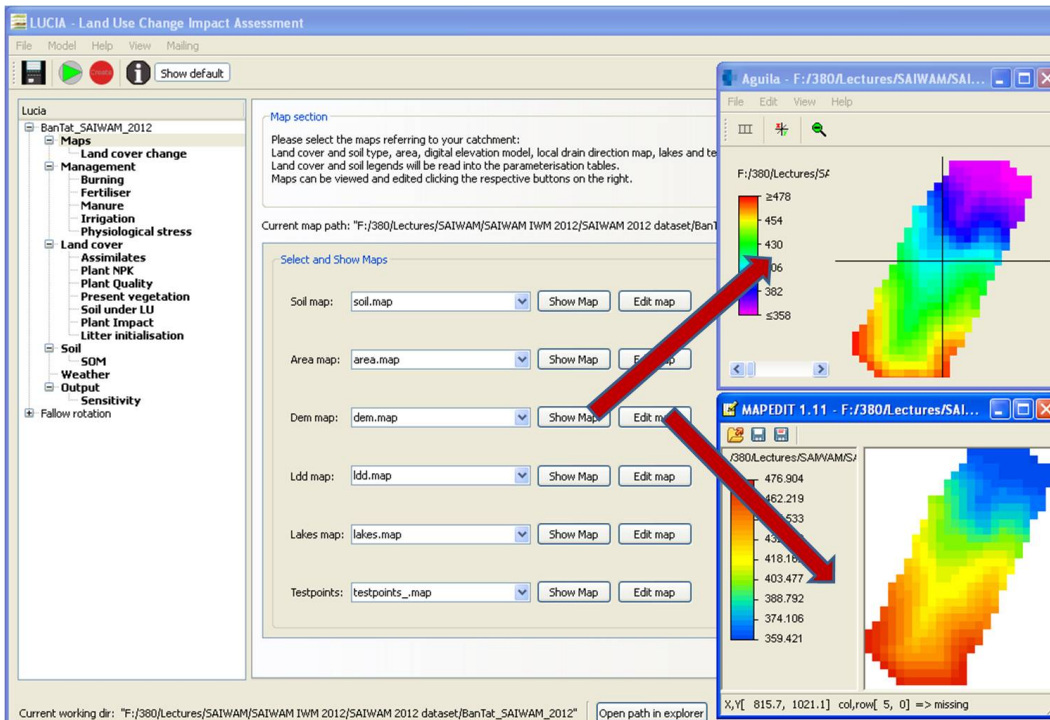 LUCIA - Land Use Change Impact Assessment
File Model Help View Mailing
Create Show default
Lucia
BanTat_SAIWAM_2012
Maps
Land cover change
Management
Burning
Fertiliser
Manure
Irrigation
Physiological stress
Land cover
Assimilates
Plant NPK
Plant Quality
Present vegetation
Soil under LU
Plant Impact
Litter initialisation
Soil
SOM
Weather
Output
Sensitivity
Fallow rotation
Map section
Please select the maps referring to your catchment:
Land cover and soil type, area, digital elevation model, local drain direction map, lakes and te
Land cover and soil legends will be read into the parameterisation tables.
Maps can be viewed and edited clicking the respective buttons on the right.
Current map path: "F:/380/Lectures/SAIWAM/SAIWAM IWM 2012/SAIWAM 2012 dataset/BanT
Select and Show Maps
Soil map: soil.map Show Map Edit map
Area map: area.map Show Map
Dem map: dem.map Show Map Edit
Ldd map: ldd.map Show Map Edit map
Lakes map: lakes.map Show Map Edit map
Testpoints: testpoints_.map Show Map Edit map
Current working dir: "F:/380/Lectures/SAIWAM/SAIWAM IWM 2012/SAIWAM 2012 dataset/BanTat_SAIWAM_2012" Open path in explorer
Aguila - F:/380/Lectures/SAIWAM/SAI...
File Edit View Help
F:/380/Lectures/SA
≥478
454
430
06
382
≤358
MAPEDIT 1.11 - F:/380/Lectures/SAI...
/380/Lectures/SAIWAM/SA
476.904
462.219
533
418.16
403.477
388.792
374.106
359.421
X,Y[ 815.7, 1021.1] col,row[ 5, 0] => missing